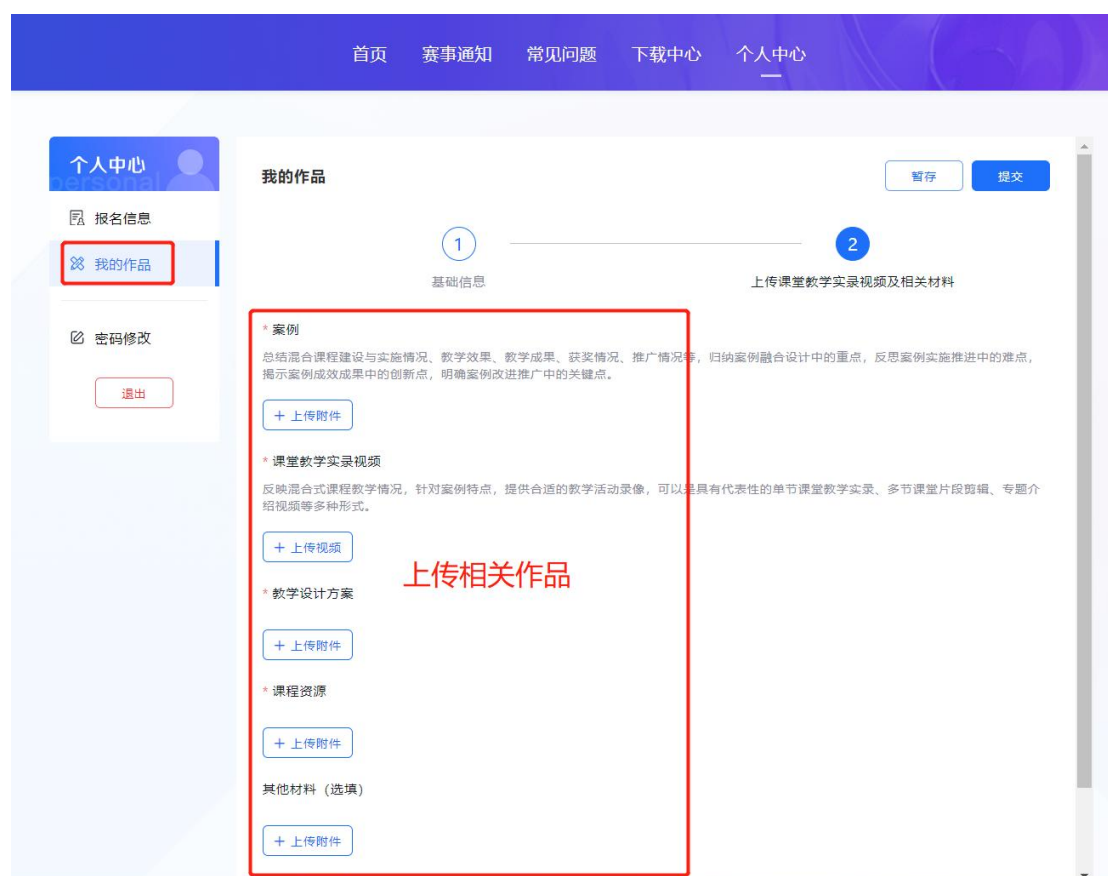 首页 赛事通知 常见问题 下载中心 个人中心
个人中心
personal
报名信息
我的作品
密码修改
退出
我的作品
暂存 提交
1 2
基础信息 上传课堂教学实录视频及相关材料
* 案例
总结混合课程建设与实施情况、教学效果、教学成果、获奖情况、推广情况等，归纳案例融合设计中的重点，反思案例实施推进中的难点，
揭示案例成效成果中的创新点，明确案例改进推广中的关键点。
+ 上传附件
* 课堂教学实录视频
反映混合式课程教学情况，针对案例特点，提供合适的教学活动录像，可以是具有代表性的单节课堂教学实录、多节课堂片段剪辑、专题介
绍视频等多种形式。
+ 上传视频
上传相关作品
* 教学设计方案
+ 上传附件
* 课程资源
+ 上传附件
其他材料（选填）
+ 上传附件